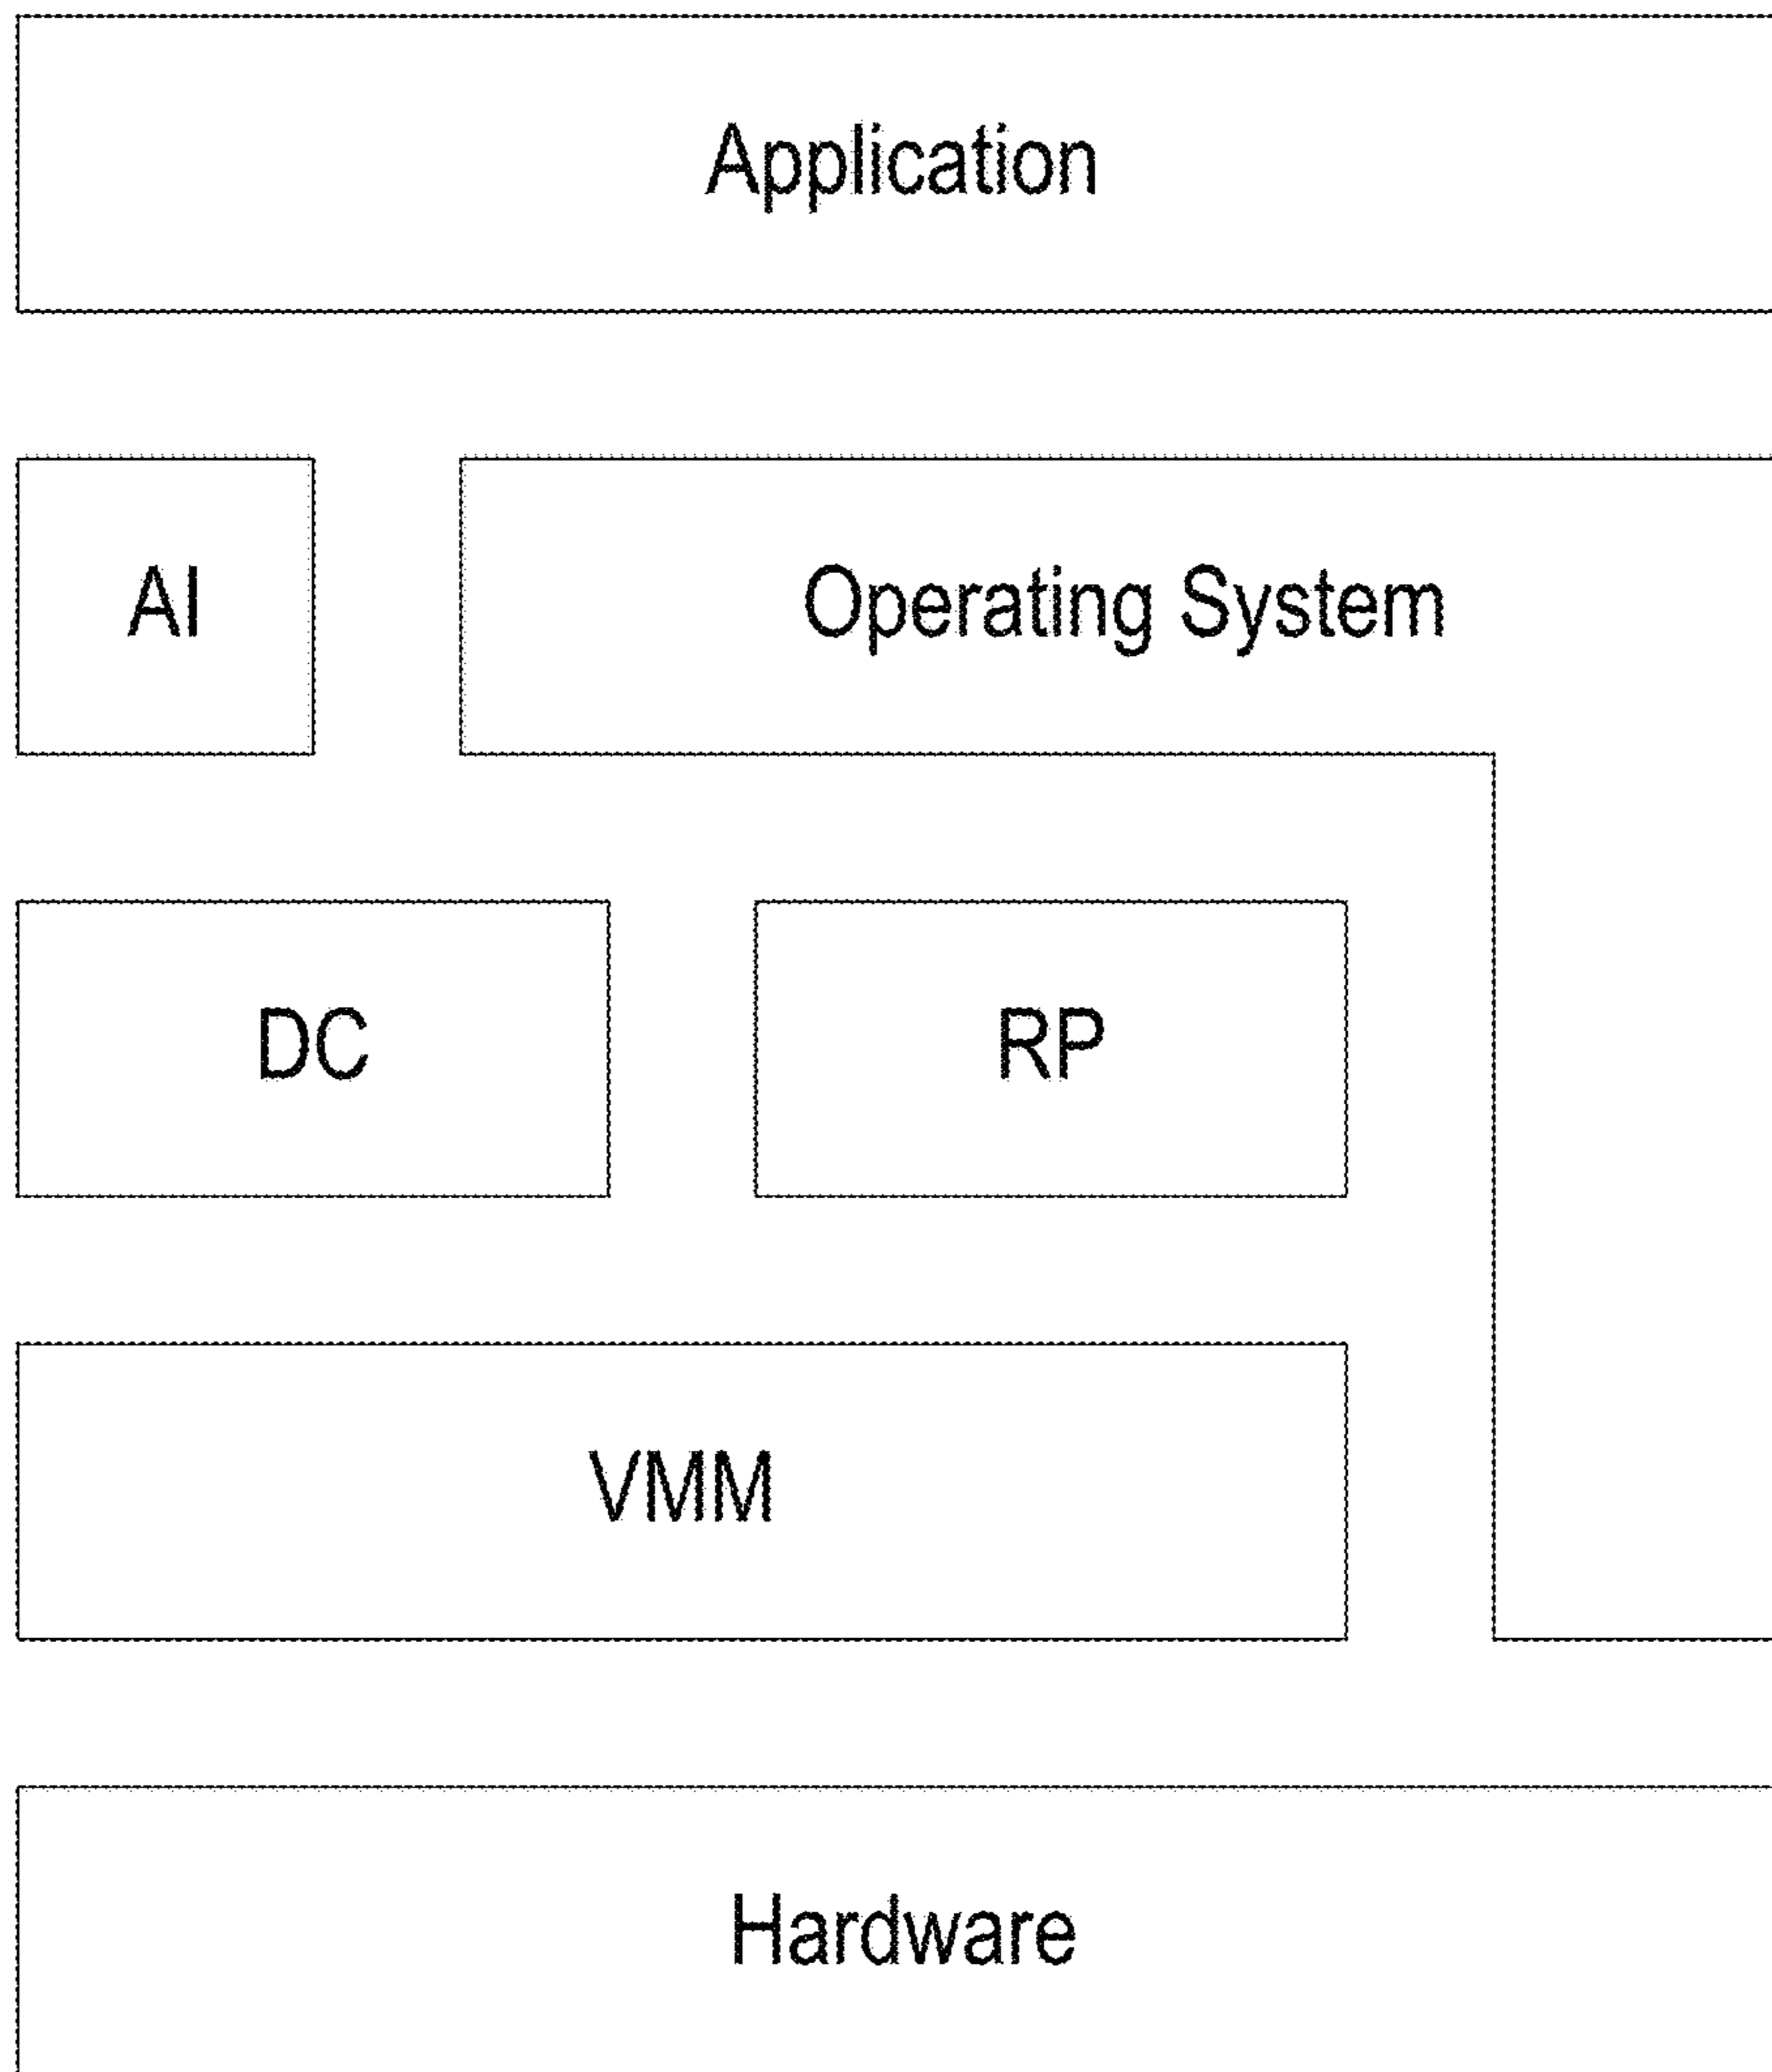 Application
AI
Operating System
DC
RP
VMM
Hardware